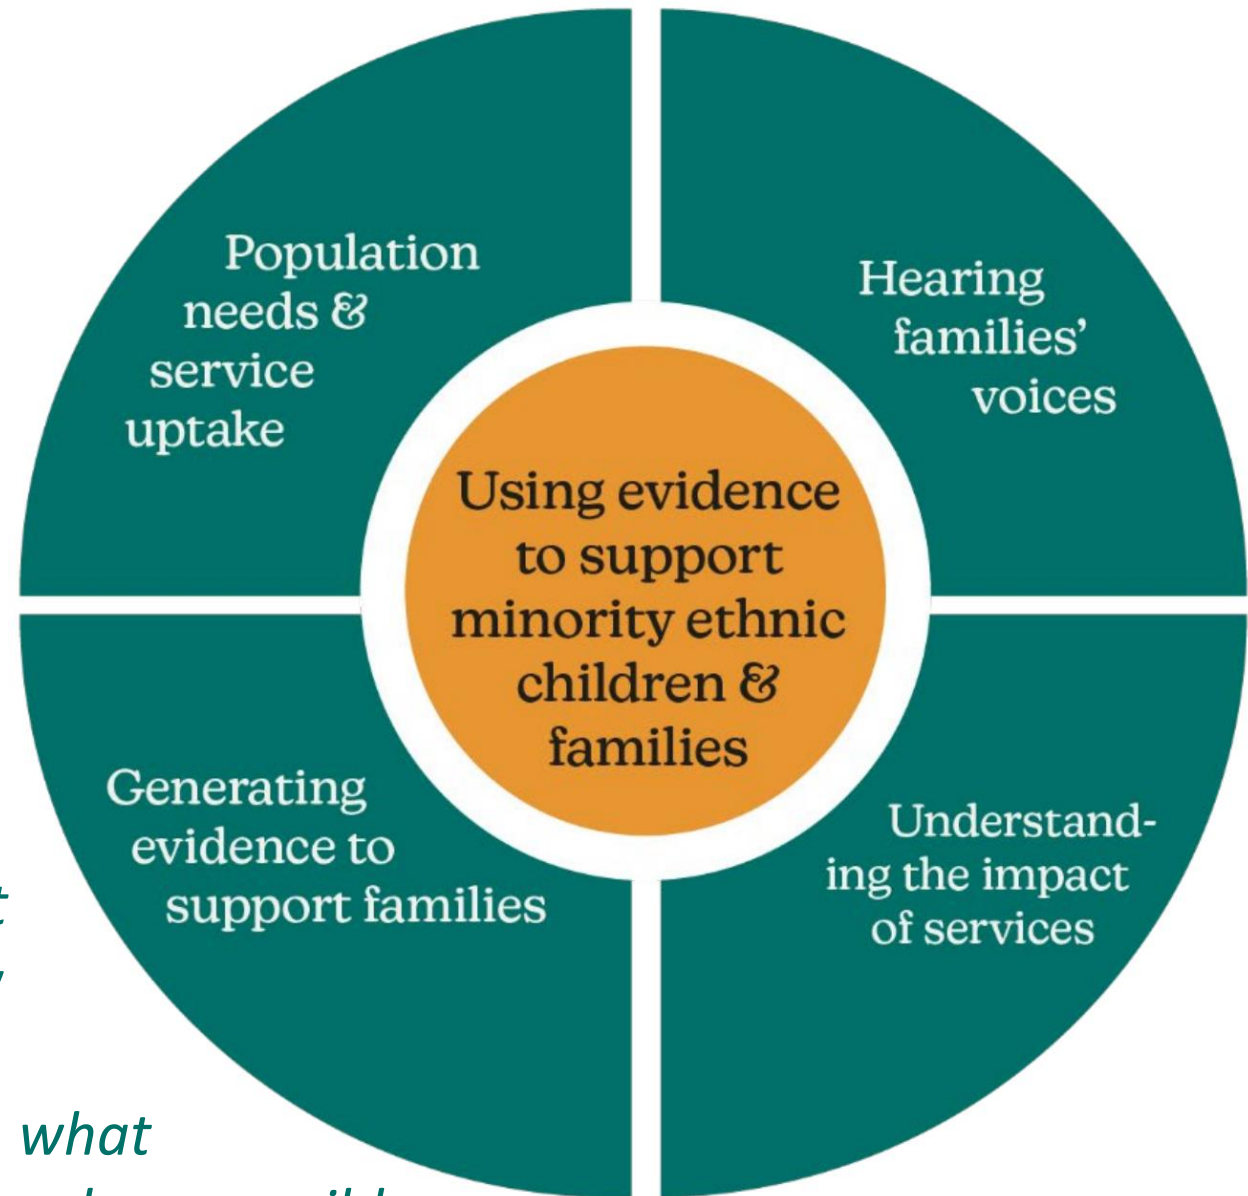 Population
needs &
service
uptake
Hearing
families’
voices
Using evidence
to support
minority ethnic
children &
families
Generating
evidence to
support families
Understand-
ing the impact
of services
what